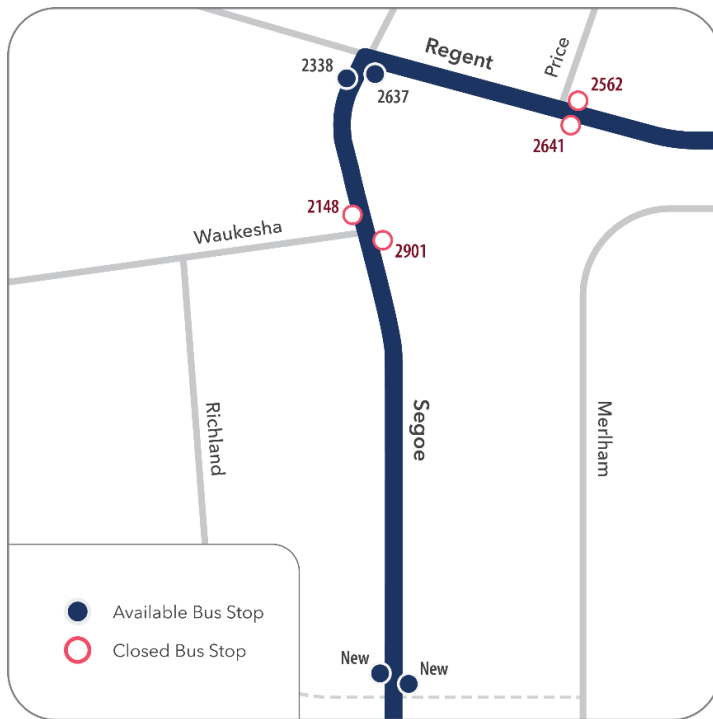 Regent
Price
2338
2637
2562
2641
2148
Waukesha
2901
Richland
Segoe
Merlham
Available Bus Stop
Closed Bus Stop
New
New